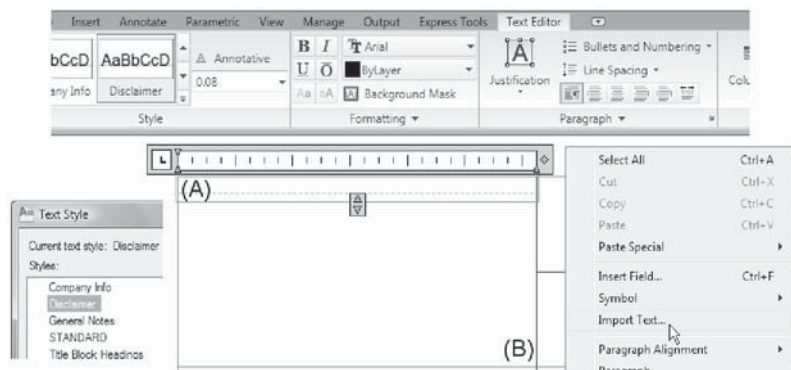 Insert Annotate Parametric View Manage Output Express Tools Text Editor
bCcD AaBbCcD
any Info Disclaimer
Annotative
0.08
Style
B I Arial
U O ByLayer
Aa aA Background Mask
Formatting
A
Justification
Bullets and Numbering
Line Spacing
Paragraph
Colu
L
(A)
(B)
Text Style
Current text style: Disclaimer
Styles:
Company Info
Disclaimer
General Notes
STANDARD
Title Block Headings
Select All Ctrl+A
Cut Ctrl+X
Copy Ctrl+C
Paste Ctrl+V
Paste Special
Insert Field... Ctrl+F
Symbol
Import Text...
Paragraph Alignment
Paragraph